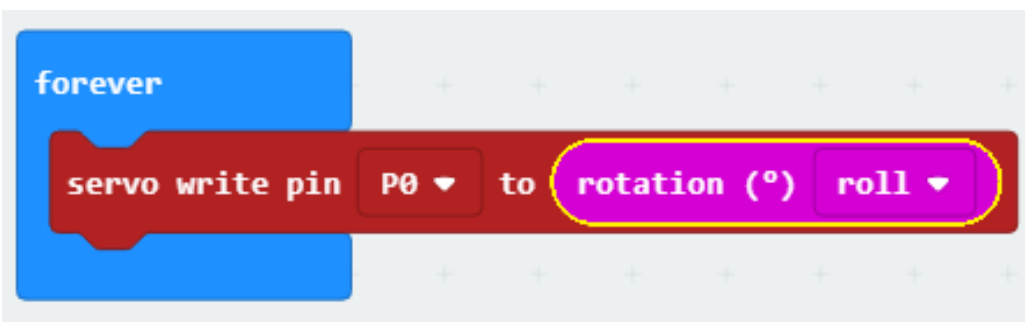 forever
servo write pin P0 to rotation (º) roll